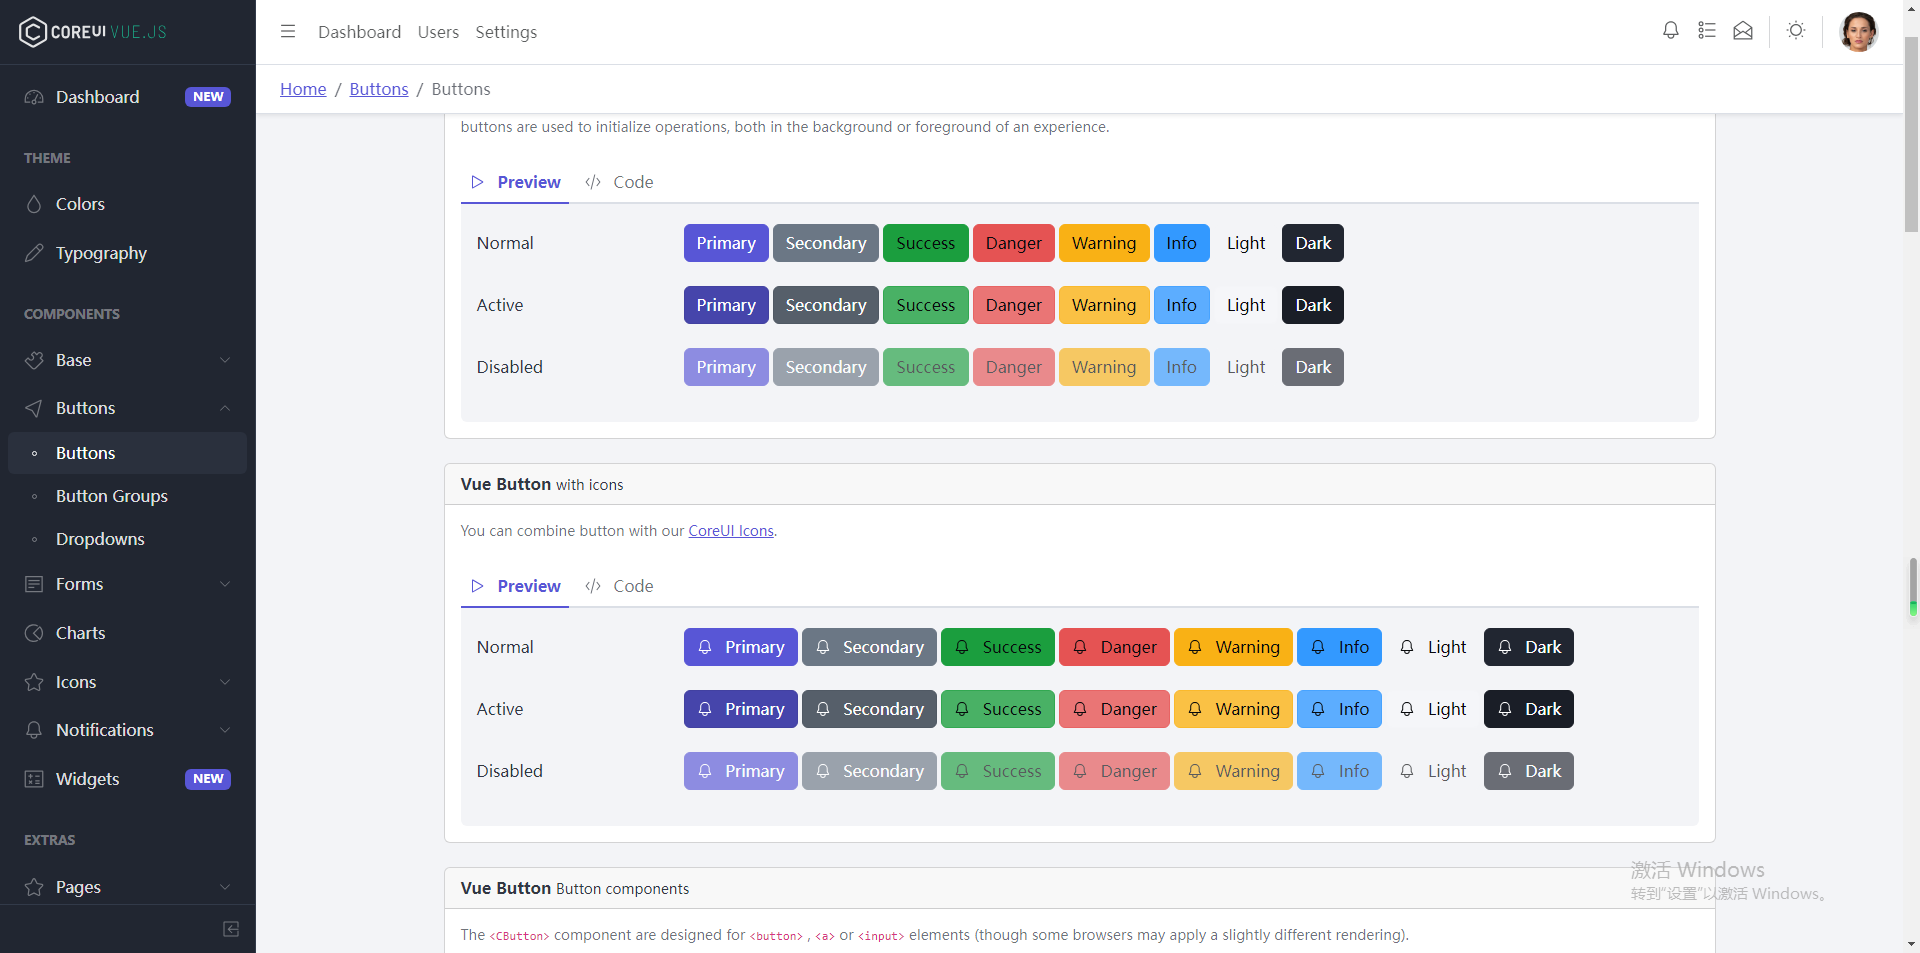 COREUI VUE.JS
Dashboard NEW
THEME
Colors
Typography
COMPONENTS
Base
Buttons
Buttons
Button Groups
Dropdowns
Forms
Charts
Icons
Notifications
Widgets NEW
EXTRAS
Pages
Dashboard Users Settings
Home / Buttons / Buttons
buttons are used to initialize operations, both in the background or foreground of an experience.
Preview </> Code
Normal Primary Secondary Success Danger Warning Info Light Dark
Active Primary Secondary Success Danger Warning Info Light Dark
Disabled Primary Secondary Success Danger Warning Info Light Dark
Vue Button with icons
You can combine button with our CoreUI Icons.
Preview </> Code
Normal Primary Secondary Success Danger Warning Info Light Dark
Active Primary Secondary Success Danger Warning Info Light Dark
Disabled Primary Secondary Success Danger Warning Info Light Dark
Vue Button Button components
The <CButton> component are designed for <button> , <a> or <input> elements (though some browsers may apply a slightly different rendering).
激活 Windows
转到"设置"以激活 Windows。